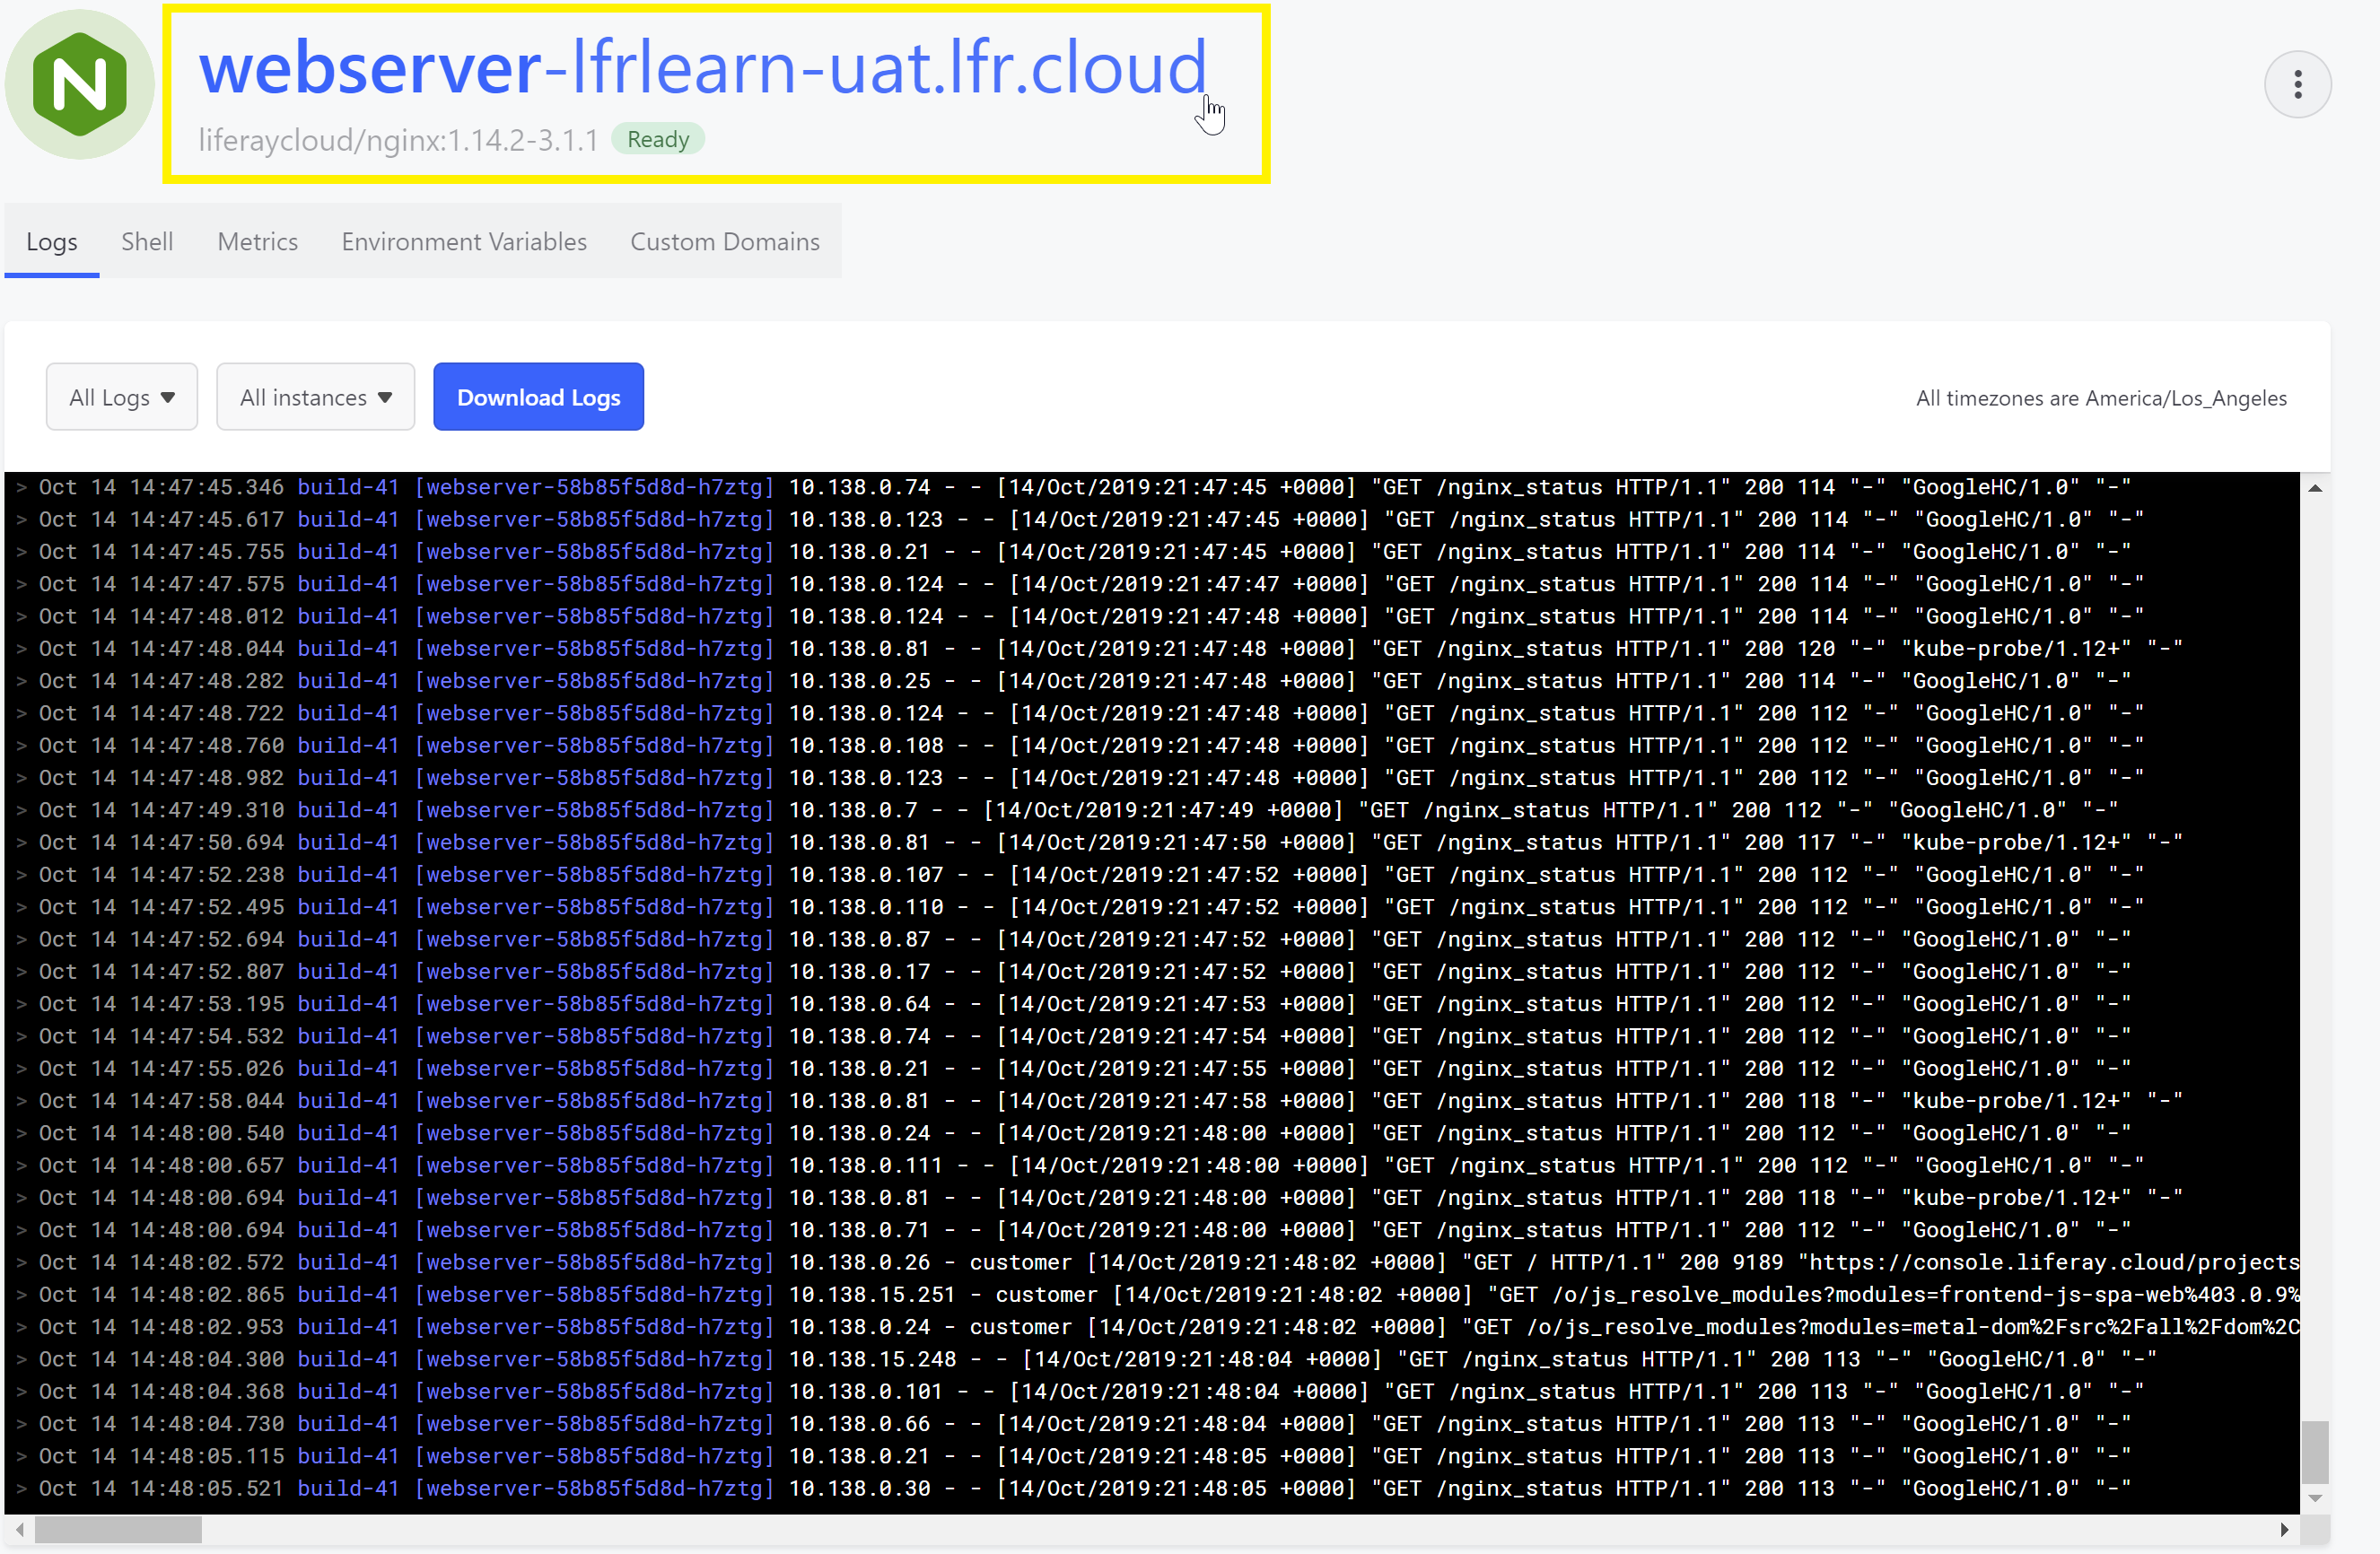 N
webserver-lfrlearn-uat.lfr.cloud
liferaycloud/nginx:1.14.2-3.1.1 Ready
Logs Shell Metrics Environment Variables Custom Domains
All Logs All instances Download Logs All timezones are America/Los_Angeles
> Oct 14 14:47:45.346 build-41 [webserver-58b85f5d8d-h7ztg] 10.138.0.74 - - [14/Oct/2019:21:47:45 +0000] "GET /nginx_status HTTP/1.1" 200 114 "-" "GoogleHC/1.0" "-"
> Oct 14 14:47:45.617 build-41 [webserver-58b85f5d8d-h7ztg] 10.138.0.123 - - [14/Oct/2019:21:47:45 +0000] "GET /nginx_status HTTP/1.1" 200 114 "-" "GoogleHC/1.0" "-"
> Oct 14 14:47:45.755 build-41 [webserver-58b85f5d8d-h7ztg] 10.138.0.21 - - [14/Oct/2019:21:47:45 +0000] "GET /nginx_status HTTP/1.1" 200 114 "-" "GoogleHC/1.0" "-"
> Oct 14 14:47:47.575 build-41 [webserver-58b85f5d8d-h7ztg] 10.138.0.124 - - [14/Oct/2019:21:47:47 +0000] "GET /nginx_status HTTP/1.1" 200 114 "-" "GoogleHC/1.0" "-"
> Oct 14 14:47:48.012 build-41 [webserver-58b85f5d8d-h7ztg] 10.138.0.124 - - [14/Oct/2019:21:47:48 +0000] "GET /nginx_status HTTP/1.1" 200 114 "-" "GoogleHC/1.0" "-"
> Oct 14 14:47:48.044 build-41 [webserver-58b85f5d8d-h7ztg] 10.138.0.81 - - [14/Oct/2019:21:47:48 +0000] "GET /nginx_status HTTP/1.1" 200 120 "-" "kube-probe/1.12+" "-"
> Oct 14 14:47:48.282 build-41 [webserver-58b85f5d8d-h7ztg] 10.138.0.25 - - [14/Oct/2019:21:47:48 +0000] "GET /nginx_status HTTP/1.1" 200 114 "-" "GoogleHC/1.0" "-"
> Oct 14 14:47:48.722 build-41 [webserver-58b85f5d8d-h7ztg] 10.138.0.124 - - [14/Oct/2019:21:47:48 +0000] "GET /nginx_status HTTP/1.1" 200 112 "-" "GoogleHC/1.0" "-"
> Oct 14 14:47:48.760 build-41 [webserver-58b85f5d8d-h7ztg] 10.138.0.108 - - [14/Oct/2019:21:47:48 +0000] "GET /nginx_status HTTP/1.1" 200 112 "-" "GoogleHC/1.0" "-"
> Oct 14 14:47:48.982 build-41 [webserver-58b85f5d8d-h7ztg] 10.138.0.123 - - [14/Oct/2019:21:47:48 +0000] "GET /nginx_status HTTP/1.1" 200 112 "-" "GoogleHC/1.0" "-"
> Oct 14 14:47:49.310 build-41 [webserver-58b85f5d8d-h7ztg] 10.138.0.7 - - [14/Oct/2019:21:47:49 +0000] "GET /nginx_status HTTP/1.1" 200 112 "-" "GoogleHC/1.0" "-"
> Oct 14 14:47:50.694 build-41 [webserver-58b85f5d8d-h7ztg] 10.138.0.81 - - [14/Oct/2019:21:47:50 +0000] "GET /nginx_status HTTP/1.1" 200 117 "-" "kube-probe/1.12+" "-"
> Oct 14 14:47:52.238 build-41 [webserver-58b85f5d8d-h7ztg] 10.138.0.107 - - [14/Oct/2019:21:47:52 +0000] "GET /nginx_status HTTP/1.1" 200 112 "-" "GoogleHC/1.0" "-"
> Oct 14 14:47:52.495 build-41 [webserver-58b85f5d8d-h7ztg] 10.138.0.110 - - [14/Oct/2019:21:47:52 +0000] "GET /nginx_status HTTP/1.1" 200 112 "-" "GoogleHC/1.0" "-"
> Oct 14 14:47:52.694 build-41 [webserver-58b85f5d8d-h7ztg] 10.138.0.87 - - [14/Oct/2019:21:47:52 +0000] "GET /nginx_status HTTP/1.1" 200 112 "-" "GoogleHC/1.0" "-"
> Oct 14 14:47:52.807 build-41 [webserver-58b85f5d8d-h7ztg] 10.138.0.17 - - [14/Oct/2019:21:47:52 +0000] "GET /nginx_status HTTP/1.1" 200 112 "-" "GoogleHC/1.0" "-"
> Oct 14 14:47:53.195 build-41 [webserver-58b85f5d8d-h7ztg] 10.138.0.64 - - [14/Oct/2019:21:47:53 +0000] "GET /nginx_status HTTP/1.1" 200 112 "-" "GoogleHC/1.0" "-"
> Oct 14 14:47:54.532 build-41 [webserver-58b85f5d8d-h7ztg] 10.138.0.74 - - [14/Oct/2019:21:47:54 +0000] "GET /nginx_status HTTP/1.1" 200 112 "-" "GoogleHC/1.0" "-"
> Oct 14 14:47:55.026 build-41 [webserver-58b85f5d8d-h7ztg] 10.138.0.21 - - [14/Oct/2019:21:47:55 +0000] "GET /nginx_status HTTP/1.1" 200 112 "-" "GoogleHC/1.0" "-"
> Oct 14 14:47:58.044 build-41 [webserver-58b85f5d8d-h7ztg] 10.138.0.81 - - [14/Oct/2019:21:47:58 +0000] "GET /nginx_status HTTP/1.1" 200 118 "-" "kube-probe/1.12+" "-"
> Oct 14 14:48:00.540 build-41 [webserver-58b85f5d8d-h7ztg] 10.138.0.24 - - [14/Oct/2019:21:48:00 +0000] "GET /nginx_status HTTP/1.1" 200 112 "-" "GoogleHC/1.0" "-"
> Oct 14 14:48:00.657 build-41 [webserver-58b85f5d8d-h7ztg] 10.138.0.111 - - [14/Oct/2019:21:48:00 +0000] "GET /nginx_status HTTP/1.1" 200 112 "-" "GoogleHC/1.0" "-"
> Oct 14 14:48:00.694 build-41 [webserver-58b85f5d8d-h7ztg] 10.138.0.81 - - [14/Oct/2019:21:48:00 +0000] "GET /nginx_status HTTP/1.1" 200 118 "-" "kube-probe/1.12+" "-"
> Oct 14 14:48:00.694 build-41 [webserver-58b85f5d8d-h7ztg] 10.138.0.71 - - [14/Oct/2019:21:48:00 +0000] "GET /nginx_status HTTP/1.1" 200 112 "-" "GoogleHC/1.0" "-"
> Oct 14 14:48:02.572 build-41 [webserver-58b85f5d8d-h7ztg] 10.138.0.26 - customer [14/Oct/2019:21:48:02 +0000] "GET / HTTP/1.1" 200 9189 "https://console.liferay.cloud/projects
> Oct 14 14:48:02.865 build-41 [webserver-58b85f5d8d-h7ztg] 10.138.15.251 - customer [14/Oct/2019:21:48:02 +0000] "GET /o/js_resolve_modules?modules=frontend-js-spa-web%403.0.9%
> Oct 14 14:48:02.953 build-41 [webserver-58b85f5d8d-h7ztg] 10.138.0.24 - customer [14/Oct/2019:21:48:02 +0000] "GET /o/js_resolve_modules?modules=metal-dom%2Fsrc%2Fall%2Fdom%2C
> Oct 14 14:48:04.300 build-41 [webserver-58b85f5d8d-h7ztg] 10.138.15.248 - - [14/Oct/2019:21:48:04 +0000] "GET /nginx_status HTTP/1.1" 200 113 "-" "GoogleHC/1.0" "-"
> Oct 14 14:48:04.368 build-41 [webserver-58b85f5d8d-h7ztg] 10.138.0.101 - - [14/Oct/2019:21:48:04 +0000] "GET /nginx_status HTTP/1.1" 200 113 "-" "GoogleHC/1.0" "-"
> Oct 14 14:48:04.730 build-41 [webserver-58b85f5d8d-h7ztg] 10.138.0.66 - - [14/Oct/2019:21:48:04 +0000] "GET /nginx_status HTTP/1.1" 200 113 "-" "GoogleHC/1.0" "-"
> Oct 14 14:48:05.115 build-41 [webserver-58b85f5d8d-h7ztg] 10.138.0.21 - - [14/Oct/2019:21:48:05 +0000] "GET /nginx_status HTTP/1.1" 200 113 "-" "GoogleHC/1.0" "-"
> Oct 14 14:48:05.521 build-41 [webserver-58b85f5d8d-h7ztg] 10.138.0.30 - - [14/Oct/2019:21:48:05 +0000] "GET /nginx_status HTTP/1.1" 200 113 "-" "GoogleHC/1.0" "-"